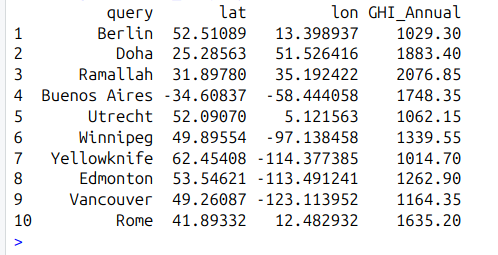 query lat lon GHI_Annual
1 Berlin 52.51089 13.398937 1029.30
2 Doha 25.28563 51.526416 1883.40
3 Ramallah 31.89780 35.192422 2076.85
4 Buenos Aires -34.60837 -58.444058 1748.35
5 Utrecht 52.09070 5.121563 1062.15
6 Winnipeg 49.89554 -97.138458 1339.55
7 Yellowknife 62.45408 -114.377385 1014.70
8 Edmonton 53.54621 -113.491241 1262.90
9 Vancouver 49.26087 -123.113952 1164.35
10 Rome 41.89332 12.482932 1635.20
>